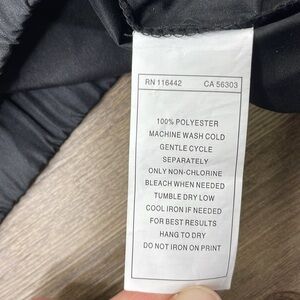 RN 116442 CA 56303
100% POLYESTER
MACHINE WASH COLD
GENTLE CYCLE
SEPARATELY
ONLY NON-CHLORINE
BLEACH WHEN NEEDED
TUMBLE DRY LOW
COOL IRON IF NEEDED
FOR BEST RESULTS
HANG TO DRY
DO NOT IRON ON PRINT